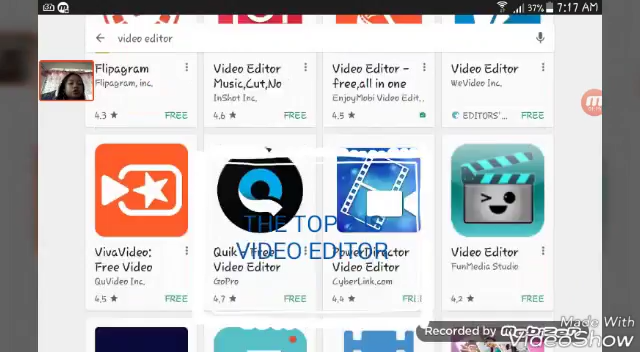 37% 7:17 AM
video editor
Flipagram
Flipagram, inc.
4.3 ★ FREE
Video Editor
Music,Cut,No
InShot Inc.
4.6 ★ FREE
Video Editor -
free,all in one
EnjoyMobi Video Edit..
4.5 ★
Video Editor
WeVideo Inc.
EDITORS'... FREE
THE TOP
VIDEO EDITOR
VivaVideo:
Free Video
QuVideo Inc.
4.5 ★ FREE
Quik – Free
Video Editor
GoPro
4.7 ★ FREE
PowerDirector
Video Editor
CyberLink.com
4.4 ★ FREE
Video Editor
FunMedia Studio
4.2 ★ FREE
Recorded by Mobizen
Made With
VideoShow